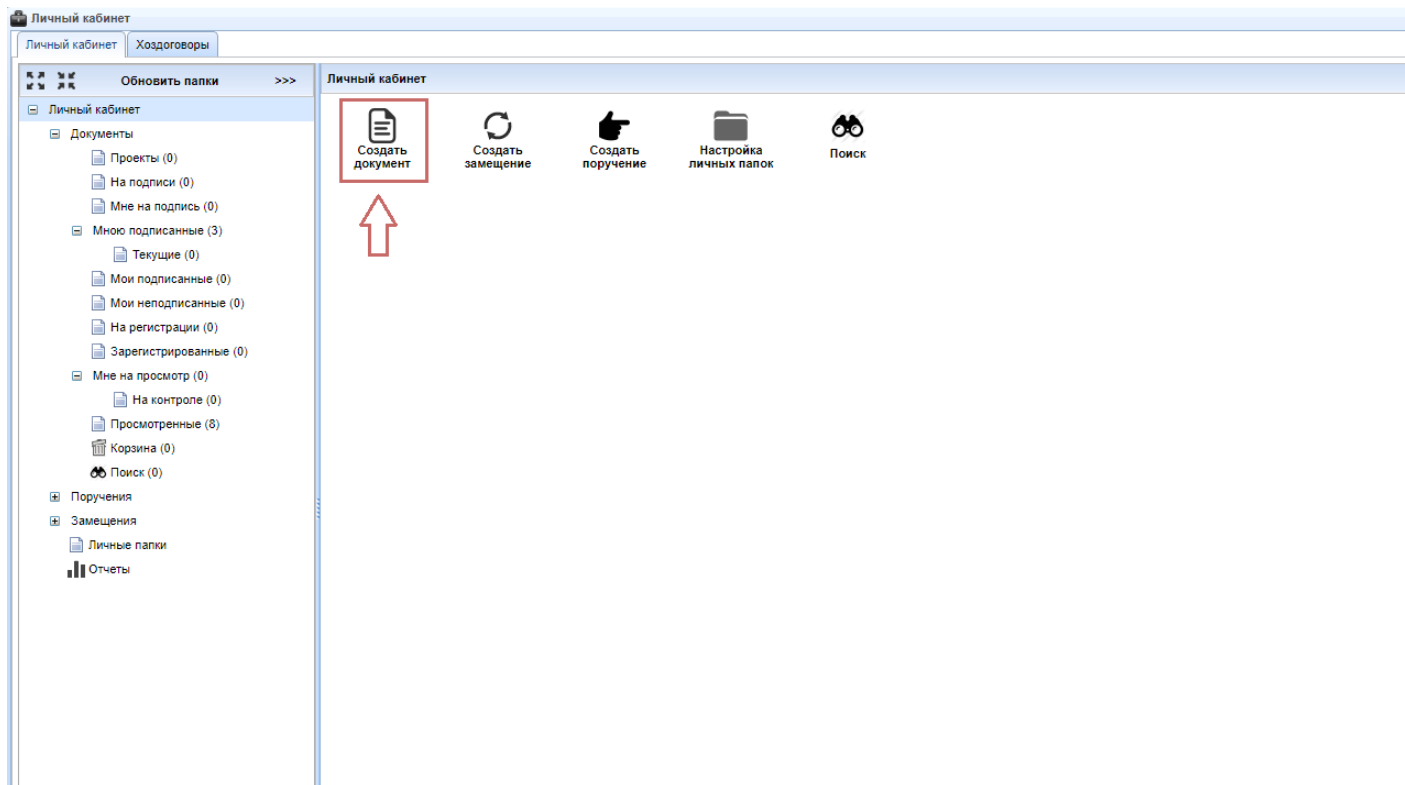 Личный кабинет
Личный кабинет Хоздоговоры
Обновить папки >>>
Личный кабинет
Документы
Проекты (0)
На подписи (0)
Мне на подпись (0)
Мною подписанные (3)
Текущие (0)
Мои подписанные (0)
Мои неподписанные (0)
На регистрации (0)
Зарегистрированные (0)
Мне на просмотр (0)
На контроле (0)
Просмотренные (8)
Корзина (0)
Поиск (0)
Поручения
Замещения
Личные папки
Отчеты
Личный кабинет
Создать
документ
Создать
замещение
Создать
поручение
Настройка
личных папок
Поиск